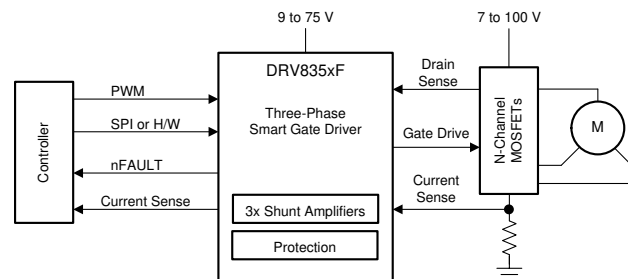 9 to 75 V
7 to 100 V
DRV835xF
Three-Phase
Smart Gate Driver
Controller
PWM
SPI or H/W
nFAULT
Current Sense
Drain
Sense
Gate Drive
Current
Sense
N-Channel
MOSFETs
M
3x Shunt Amplifiers
Protection